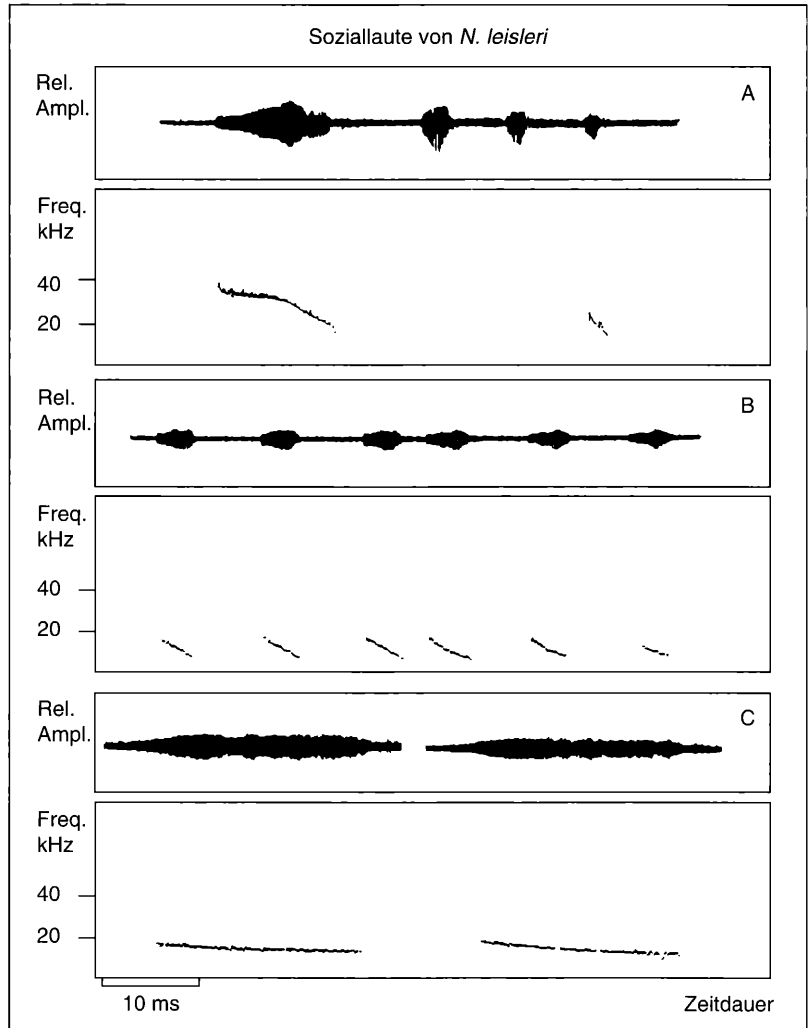 Soziallaute von N. leisleri
Rel.
Ampl.
A
Freq.
kHz
40
20
Rel.
Ampl.
B
Freq.
kHz
40
20
Rel.
Ampl.
C
Freq.
kHz
40
20
10 ms
Zeitdauer